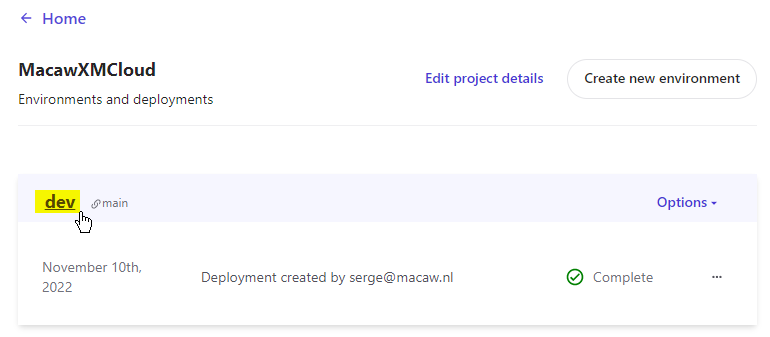 ← Home
MacawXMCloud
Edit project details
Create new environment
Environments and deployments
dev
main
Options
November 10th,
2022
Deployment created by serge@macaw.nl
Complete
...